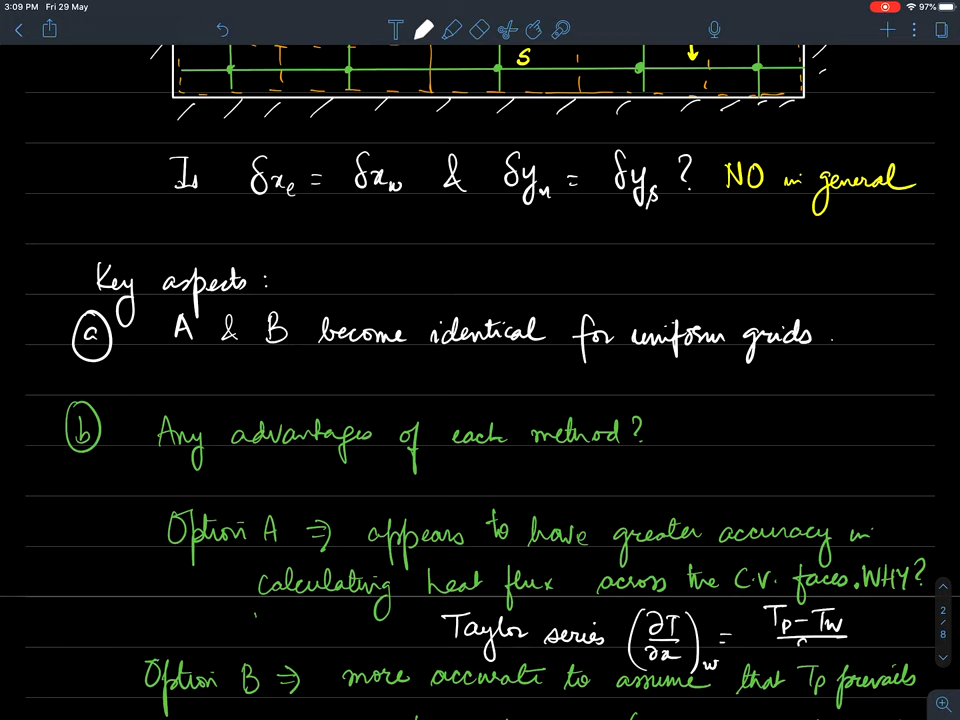 3:09 PM Fri 29 May
97%
S
Is δxe = δxw & δyn = δys ? NO in general
Key aspects :
(a) A & B become identical for uniform grids .
(b) Any advantages of each method ?
Option A ⇒ appears to have greater accuracy in
calculating heat flux across the C.V. faces. WHY?
Taylor series (∂T/∂x)w = TP - TW
Option B ⇒ more accurate to assume that Tp prevails
2
/
8